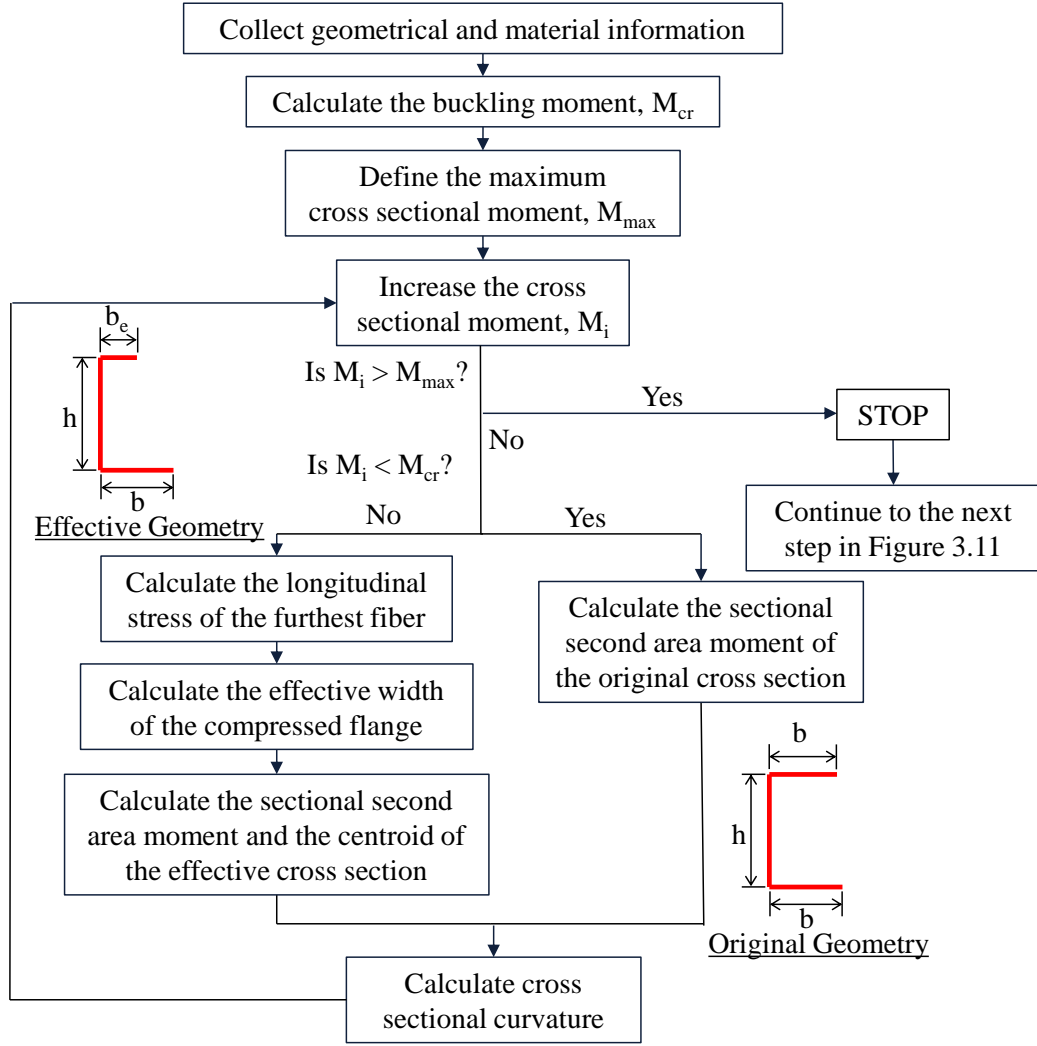 Collect geometrical and material information
Calculate the buckling moment, Mcr
Define the maximum
cross sectional moment, Mmax
Increase the cross
sectional moment, Mi
be
h
b
Effective Geometry
Is Mi > Mmax?
Yes
STOP
No
Continue to the next
step in Figure 3.11
Is Mi < Mcr?
No
Yes
Calculate the longitudinal
stress of the furthest fiber
Calculate the effective width
of the compressed flange
Calculate the sectional second
area moment and the centroid of
the effective cross section
Calculate the sectional
second area moment of
the original cross section
b
h
b
Original Geometry
Calculate cross
sectional curvature